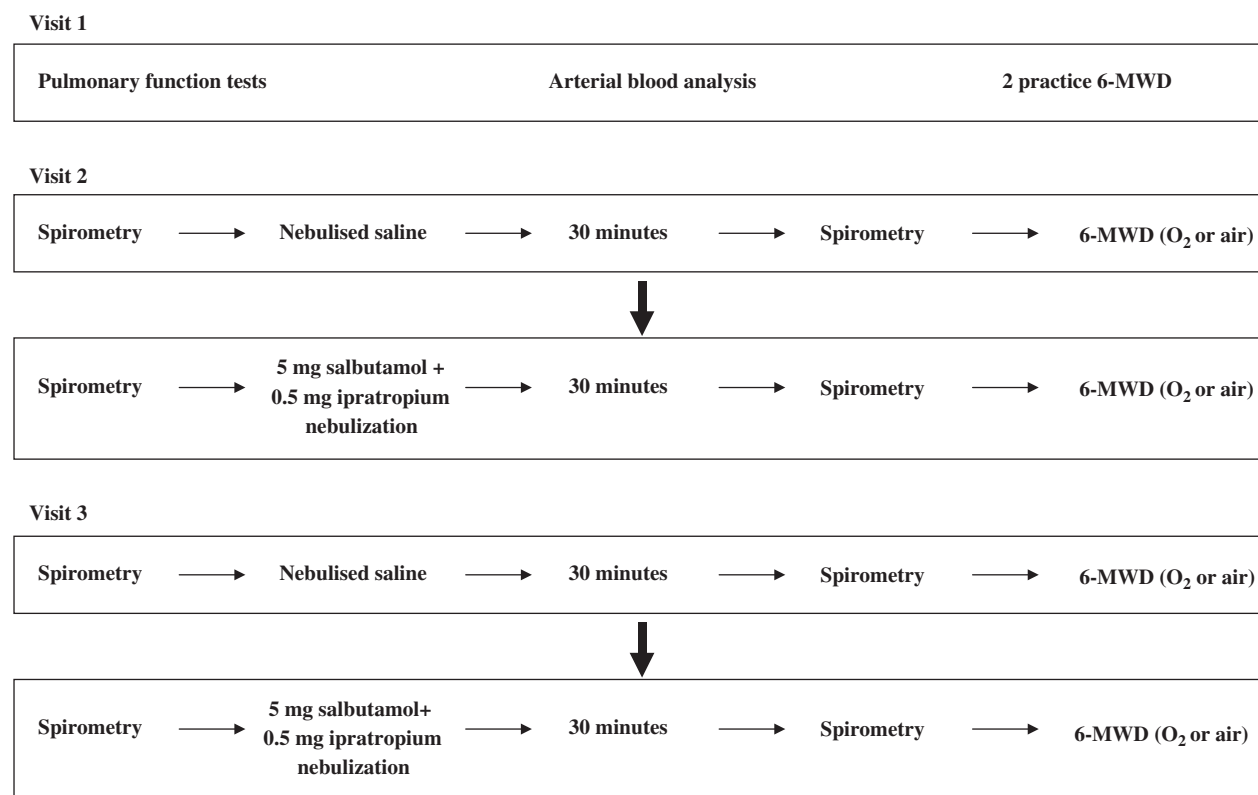 Visit 1
Pulmonary function tests Arterial blood analysis 2 practice 6-MWD
Visit 2
Spirometry Nebulised saline 30 minutes Spirometry 6-MWD (O2 or air)
Spirometry 5 mg salbutamol + 0.5 mg ipratropium nebulization 30 minutes Spirometry 6-MWD (O2 or air)
Visit 3
Spirometry Nebulised saline 30 minutes Spirometry 6-MWD (O2 or air)
Spirometry 5 mg salbutamol+ 0.5 mg ipratropium nebulization 30 minutes Spirometry 6-MWD (O2 or air)